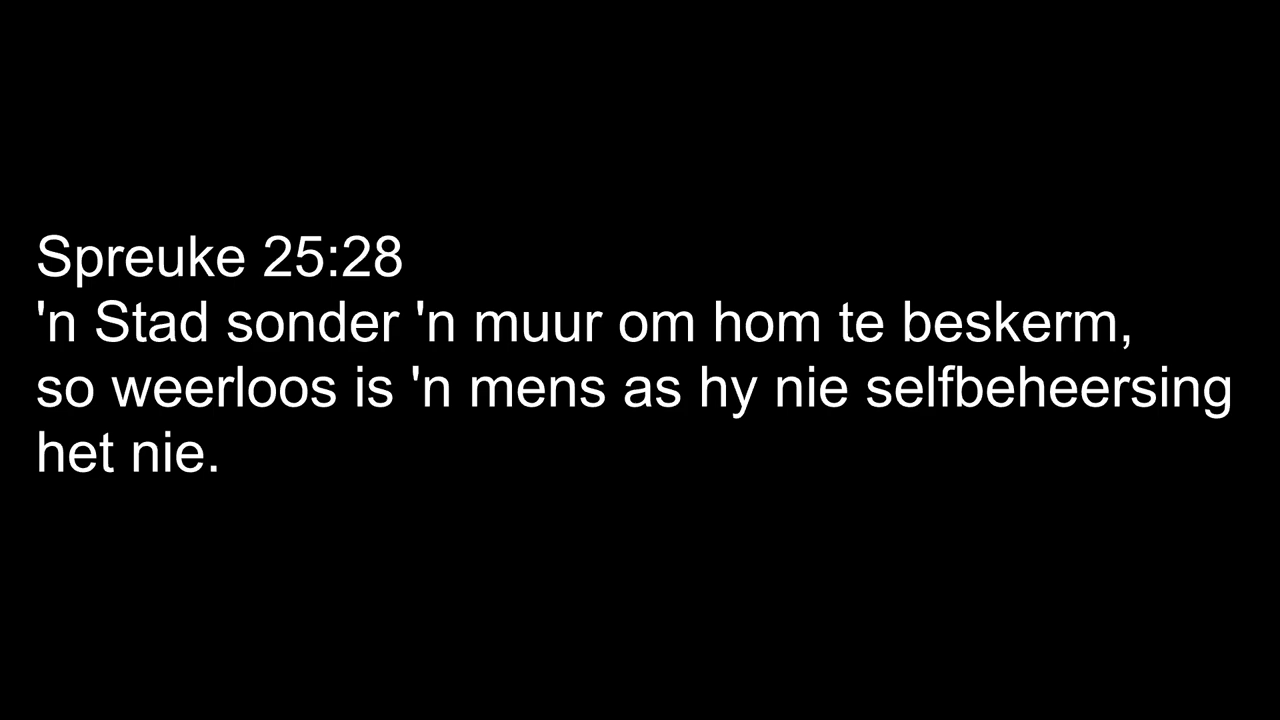 Spreuke 25:28
'n Stad sonder 'n muur om hom te beskerm,
so weerloos is 'n mens as hy nie selfbeheersing
het nie.